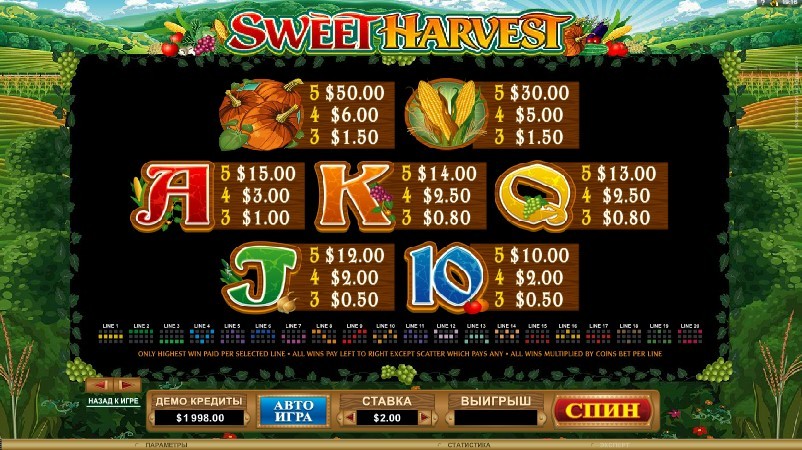 19:16
SWEET HARVEST
5 $50.00 5 $30.00
4 $6.00 4 $5.00
3 $1.50 3 $1.50
A 5 $15.00 K 5 $14.00 Q 5 $13.00
4 $3.00 4 $2.50 4 $2.50
3 $1.00 3 $0.80 3 $0.80
J 5 $12.00 10 5 $10.00
4 $2.00 4 $2.00
3 $0.50 3 $0.50
LINE 1 LINE 2 LINE 3 LINE 4 LINE 5 LINE 6 LINE 7 LINE 8 LINE 9 LINE 10 LINE 11 LINE 12 LINE 13 LINE 14 LINE 15 LINE 16 LINE 17 LINE 18 LINE 19 LINE 20
ONLY HIGHEST WIN PAID PER SELECTED LINE • ALL WINS PAY LEFT TO RIGHT EXCEPT SCATTER WHICH PAYS ANY • ALL WINS MULTIPLIED BY COINS BET PER LINE
НАЗАД К ИГРЕ
ДЕМО КРЕДИТЫ АВТО ИГРА СТАВКА ВЫИГРЫШ СПИН
$1998.00 $2.00
ПАРАМЕТРЫ СТАТИСТИКА ЭКСПЕРТ